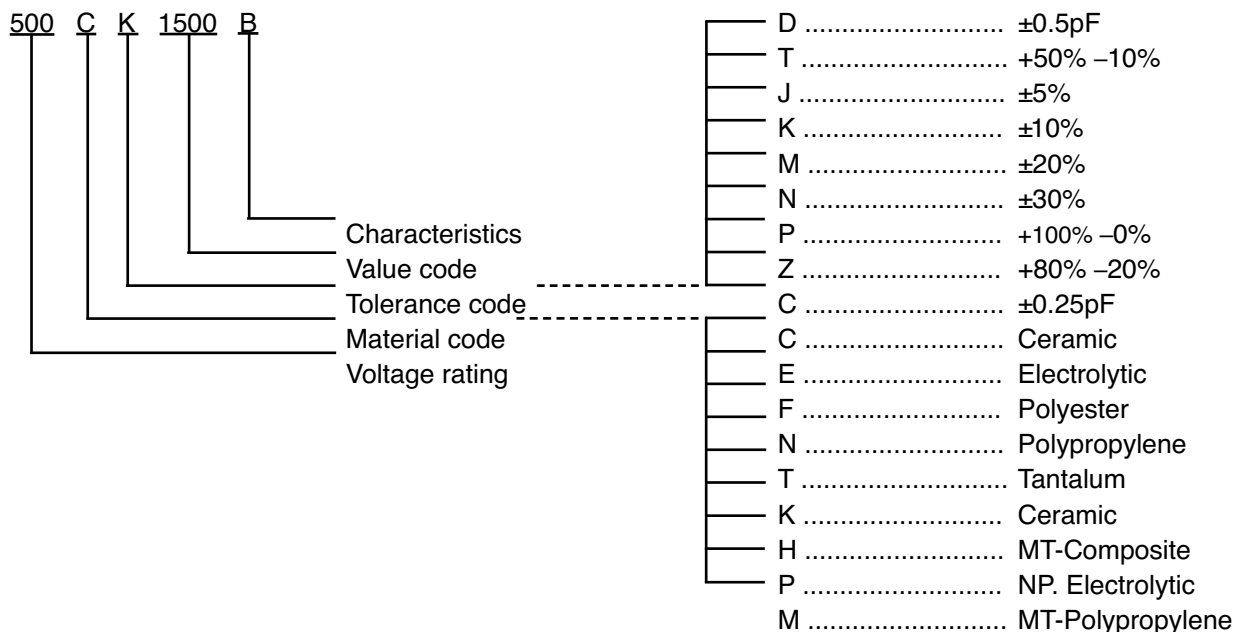 500 C K 1500 B
Characteristics
Value code
Tolerance code
Material code
Voltage rating
D ........................... ±0.5pF
T ............................ +50% –10%
J ............................ ±5%
K ........................... ±10%
M ........................... ±20%
N ........................... ±30%
P ........................... +100% –0%
Z ........................... +80% –20%
C ........................... ±0.25pF
C ........................... Ceramic
E ........................... Electrolytic
F ........................... Polyester
N ........................... Polypropylene
T ............................ Tantalum
K ........................... Ceramic
H ........................... MT-Composite
P ........................... NP. Electrolytic
M ........................... MT-Polypropylene